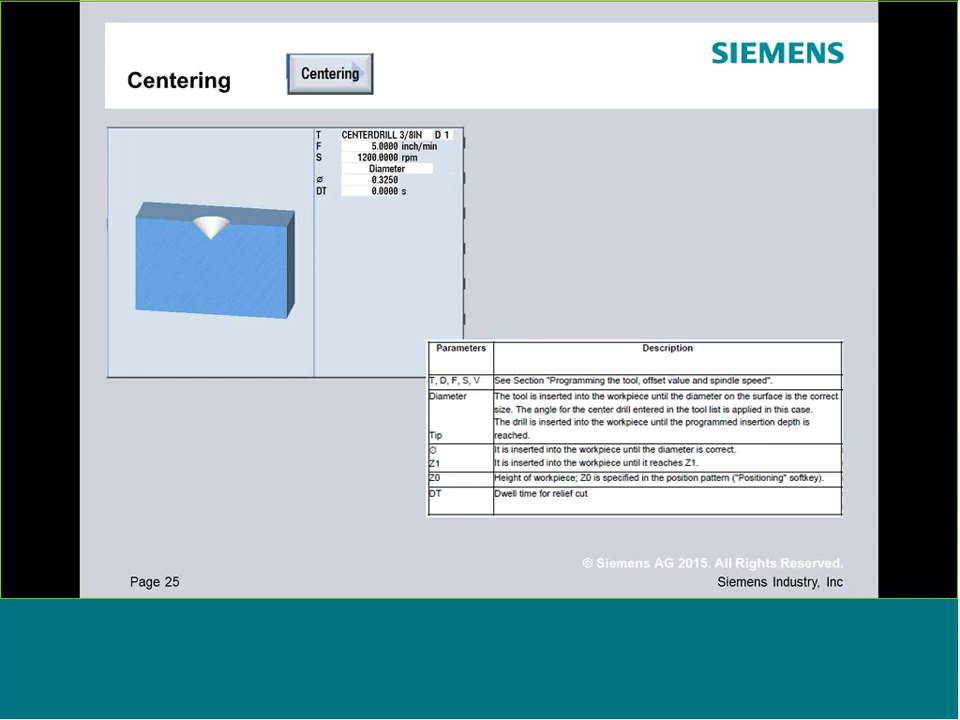 SIEMENS
Centering
Centering
T CENTERDRILL 3/8IN D 1
F 5.0000 inch/min
S 1200.0000 rpm
Diameter
⌀ 0.3250
DT 0.0000 s
Parameters Description
T, D, F, S, V See Section "Programming the tool, offset value and spindle speed".
Diameter The tool is inserted into the workpiece until the diameter on the surface is the correct
size. The angle for the center drill entered in the tool list is applied in this case.
The drill is inserted into the workpiece until the programmed insertion depth is
Tip reached.
∅ It is inserted into the workpiece until the diameter is correct.
Z1 It is inserted into the workpiece until it reaches Z1.
Z0 Height of workpiece; Z0 is specified in the position pattern ("Positioning" softkey).
DT Dwell time for relief cut
© Siemens AG 2015. All Rights Reserved.
Page 25 Siemens Industry, Inc